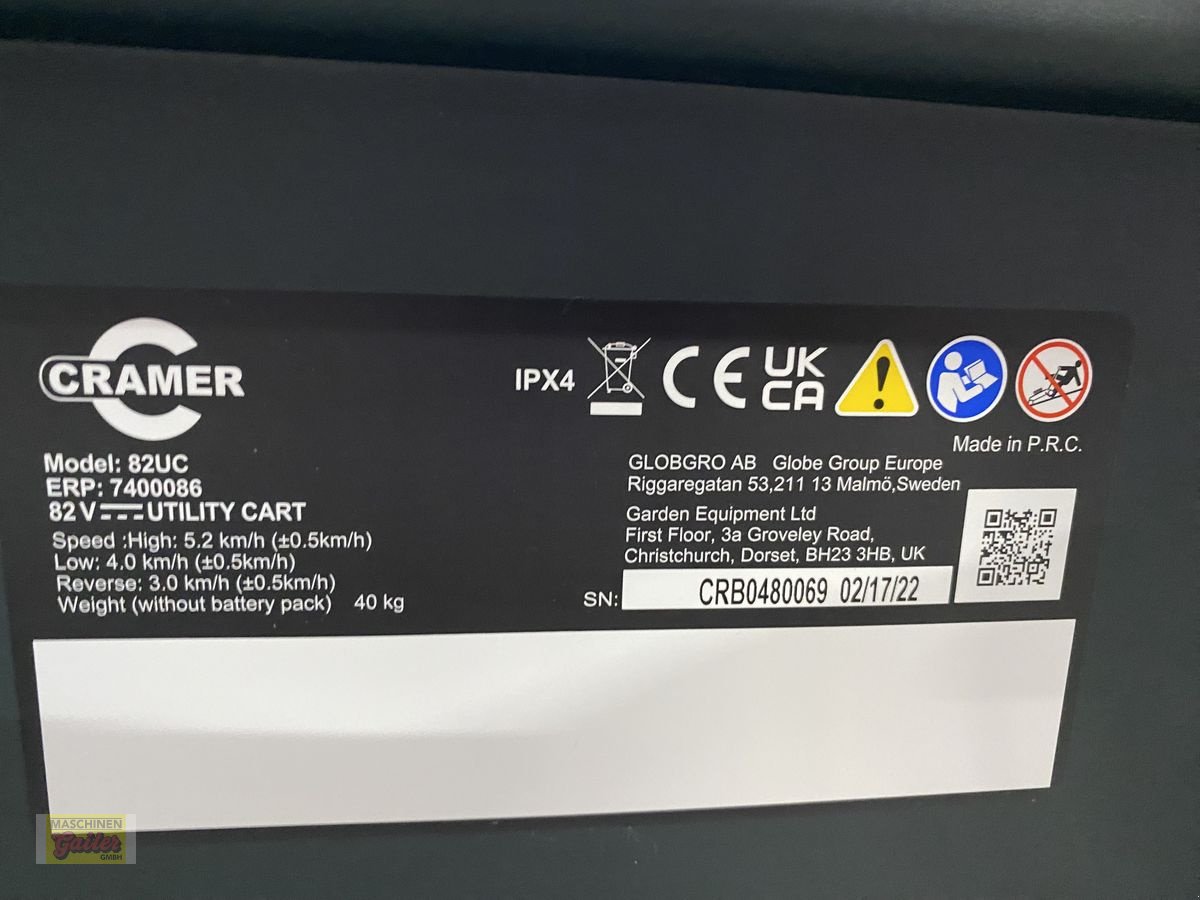 CRAMER
Model: 82UC
ERP: 7400086
82 V UTILITY CART
Speed :High: 5.2 km/h (±0.5km/h)
Low: 4.0 km/h (±0.5km/h)
Reverse: 3.0 km/h (±0.5km/h)
Weight (without battery pack) 40 kg
IPX4 CE UK
CA
Made in P.R.C.
GLOBGRO AB Globe Group Europe
Riggaregatan 53,211 13 Malmö,Sweden
Garden Equipment Ltd
First Floor, 3a Groveley Road,
Christchurch, Dorset, BH23 3HB, UK
SN: CRB0480069 02/17/22
MASCHINEN
Gailer
GMBH